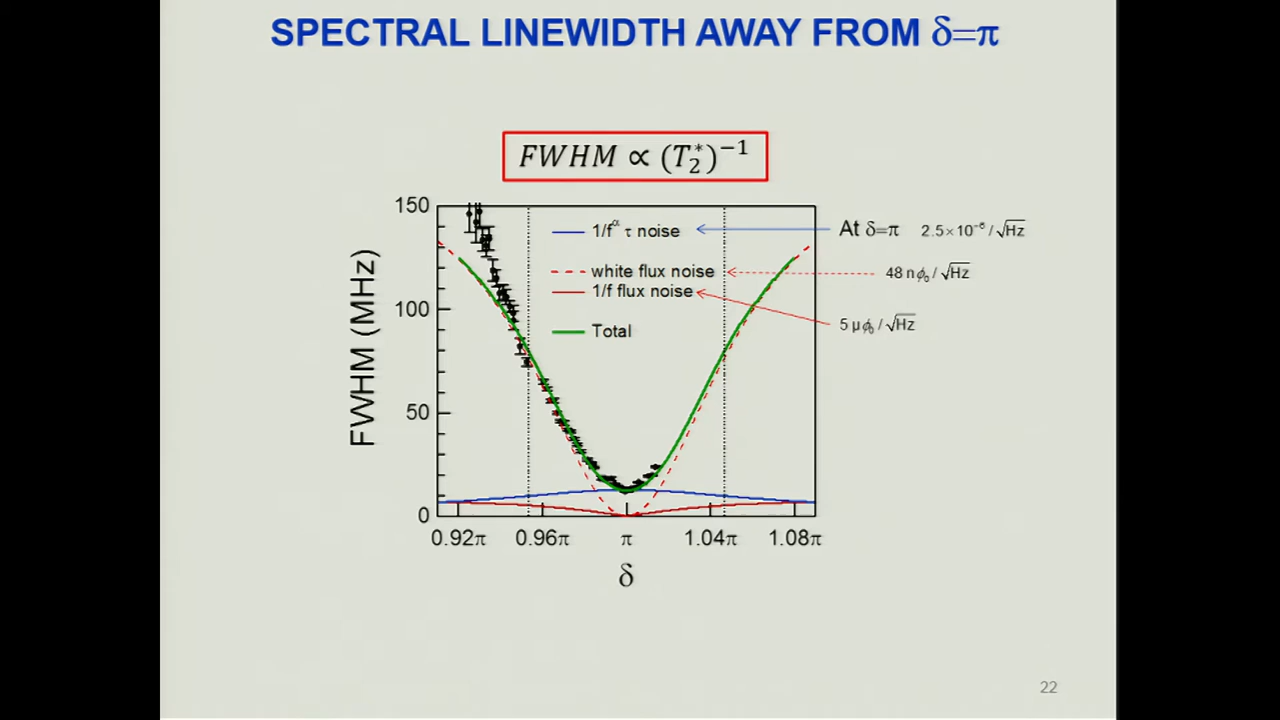 SPECTRAL LINEWIDTH AWAY FROM δ=π
FWHM ∝ (T₂*)⁻¹
150
100
50
0
FWHM (MHz)
1/fᵅ τ noise
white flux noise
1/f flux noise
Total
At δ=π 2.5×10⁻⁶/√Hz
48 nϕ₀/√Hz
5 μϕ₀/√Hz
0.92π 0.96π π 1.04π 1.08π
δ
22